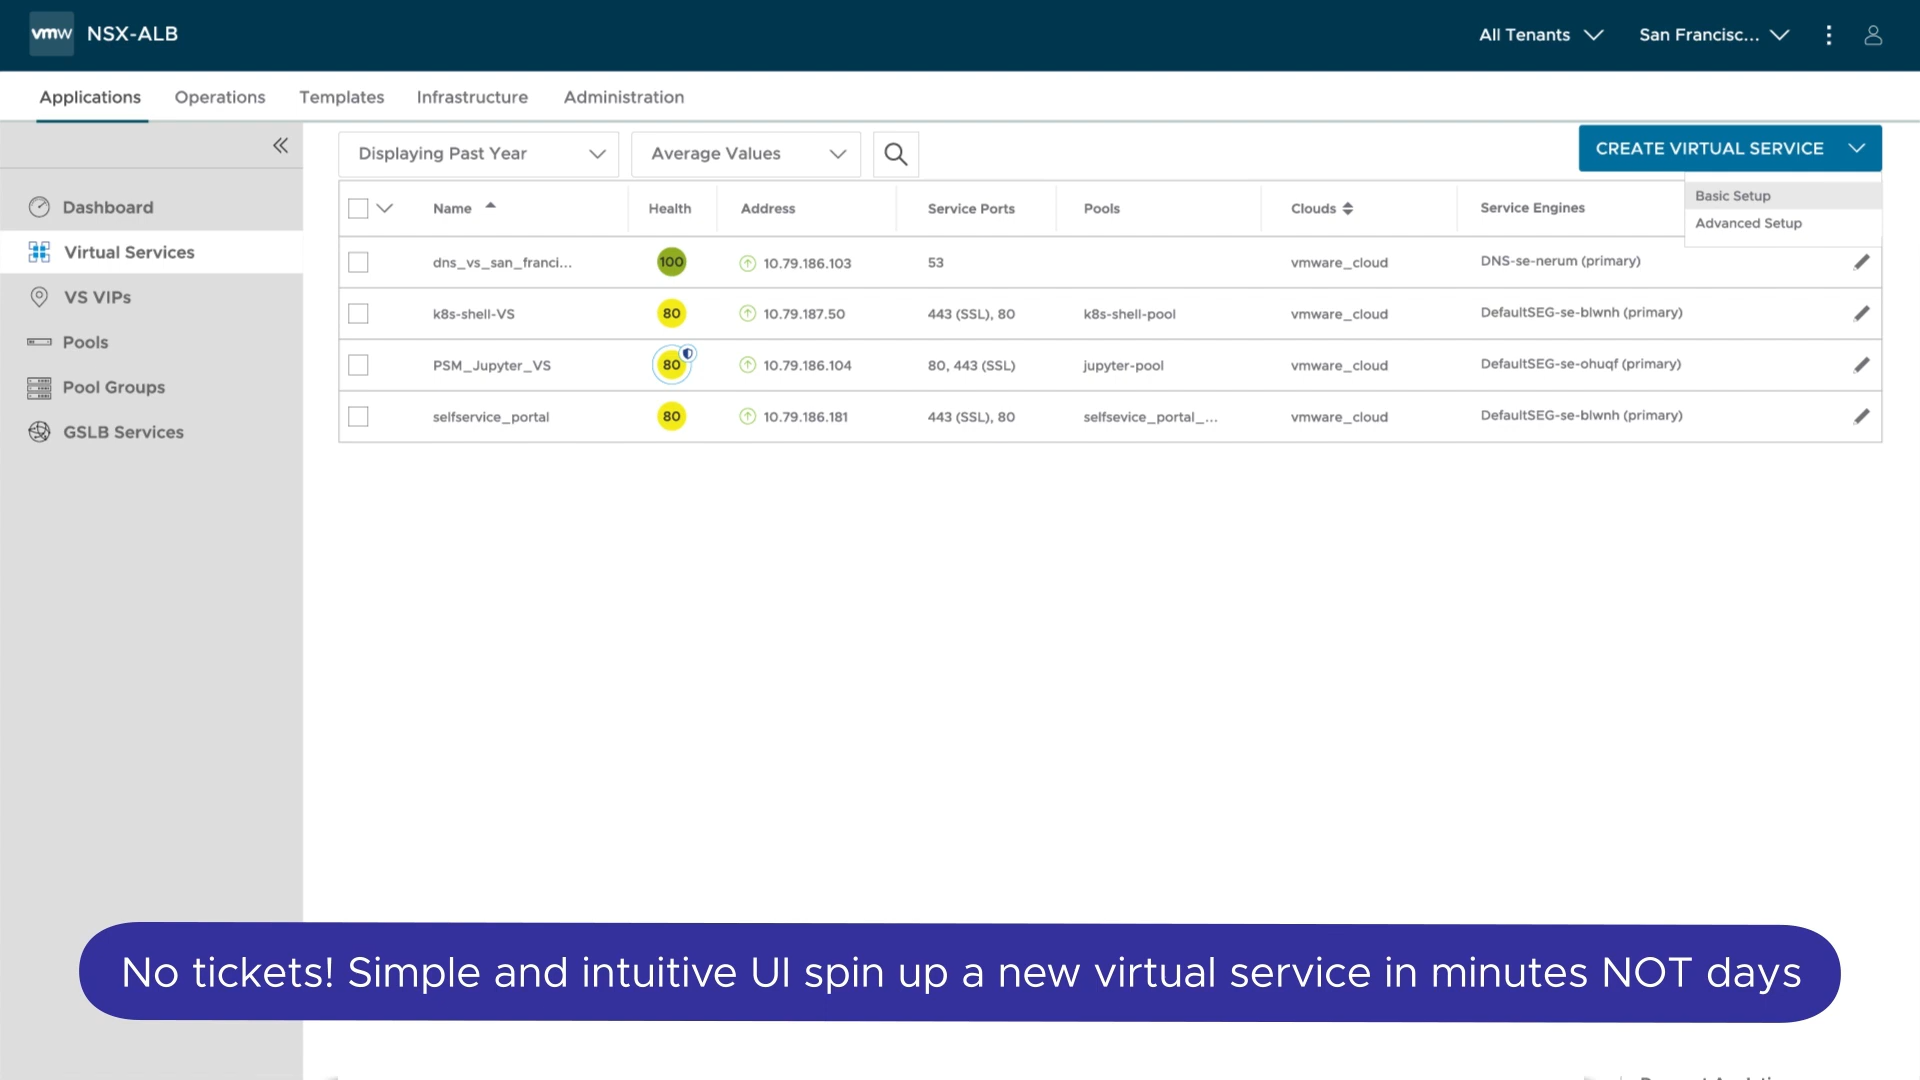 vmw NSX-ALB
All Tenants San Francisc...
Applications Operations Templates Infrastructure Administration
Displaying Past Year Average Values
CREATE VIRTUAL SERVICE
Basic Setup
Advanced Setup
Dashboard
Virtual Services
VS VIPs
Pools
Pool Groups
GSLB Services
Name Health Address Service Ports Pools Clouds Service Engines
dns_vs_san_franci... 100 10.79.186.103 53 vmware_cloud DNS-se-nerum (primary)
k8s-shell-VS 80 10.79.187.50 443 (SSL), 80 k8s-shell-pool vmware_cloud DefaultSEG-se-blwnh (primary)
PSM_Jupyter_VS 80 10.79.186.104 80, 443 (SSL) jupyter-pool vmware_cloud DefaultSEG-se-ohuqf (primary)
selfservice_portal 80 10.79.186.181 443 (SSL), 80 selfsevice_portal_... vmware_cloud DefaultSEG-se-blwnh (primary)
No tickets! Simple and intuitive UI spin up a new virtual service in minutes NOT days